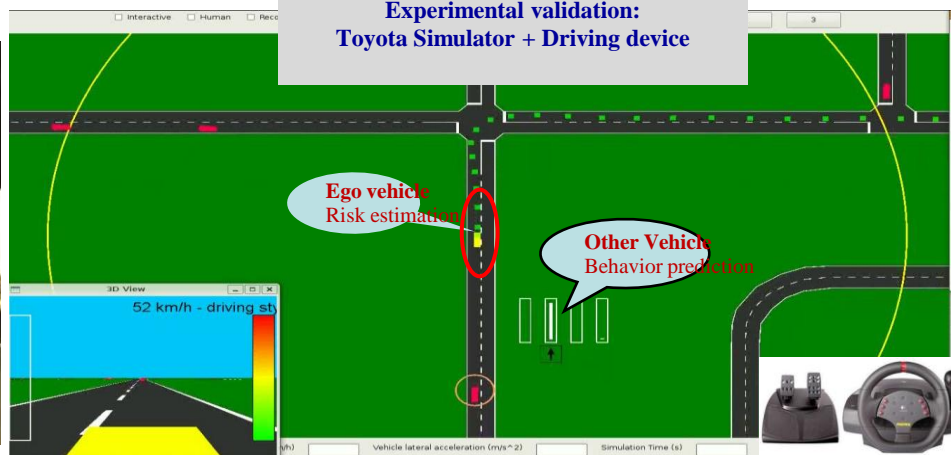 Experimental validation:
Toyota Simulator + Driving device
Interactive
Human
3
Ego vehicle
Risk estimation
Other Vehicle
Behavior prediction
3D View
52 km/h - driving
Vehicle lateral acceleration (m/s^2)
Simulation Time (s)